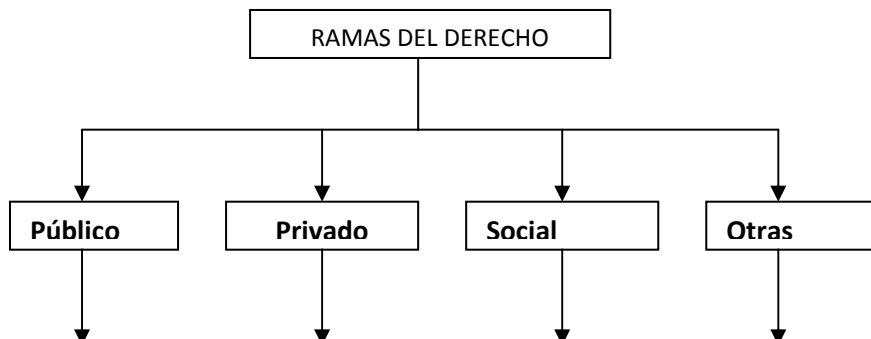 RAMAS DEL DERECHO
Público
Privado
Social
Otras